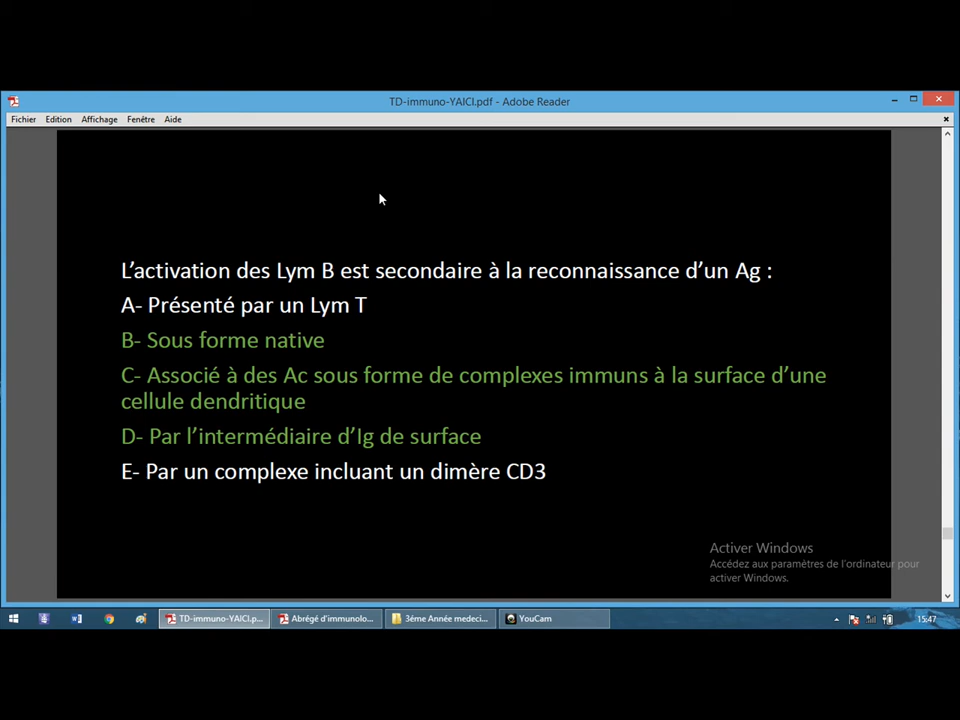 TD-immuno-YAICI.pdf - Adobe Reader
Fichier Edition Affichage Fenêtre Aide
L'activation des Lym B est secondaire à la reconnaissance d'un Ag :
A- Présenté par un Lym T
B- Sous forme native
C- Associé à des Ac sous forme de complexes immuns à la surface d'une
cellule dendritique
D- Par l'intermédiaire d'Ig de surface
E- Par un complexe incluant un dimère CD3
Activer Windows
Accédez aux paramètres de l'ordinateur pour
activer Windows.
TD-immuno-YAICI.p... Abrégé d'immunolo... 3éme Année medeci... YouCam 15:47